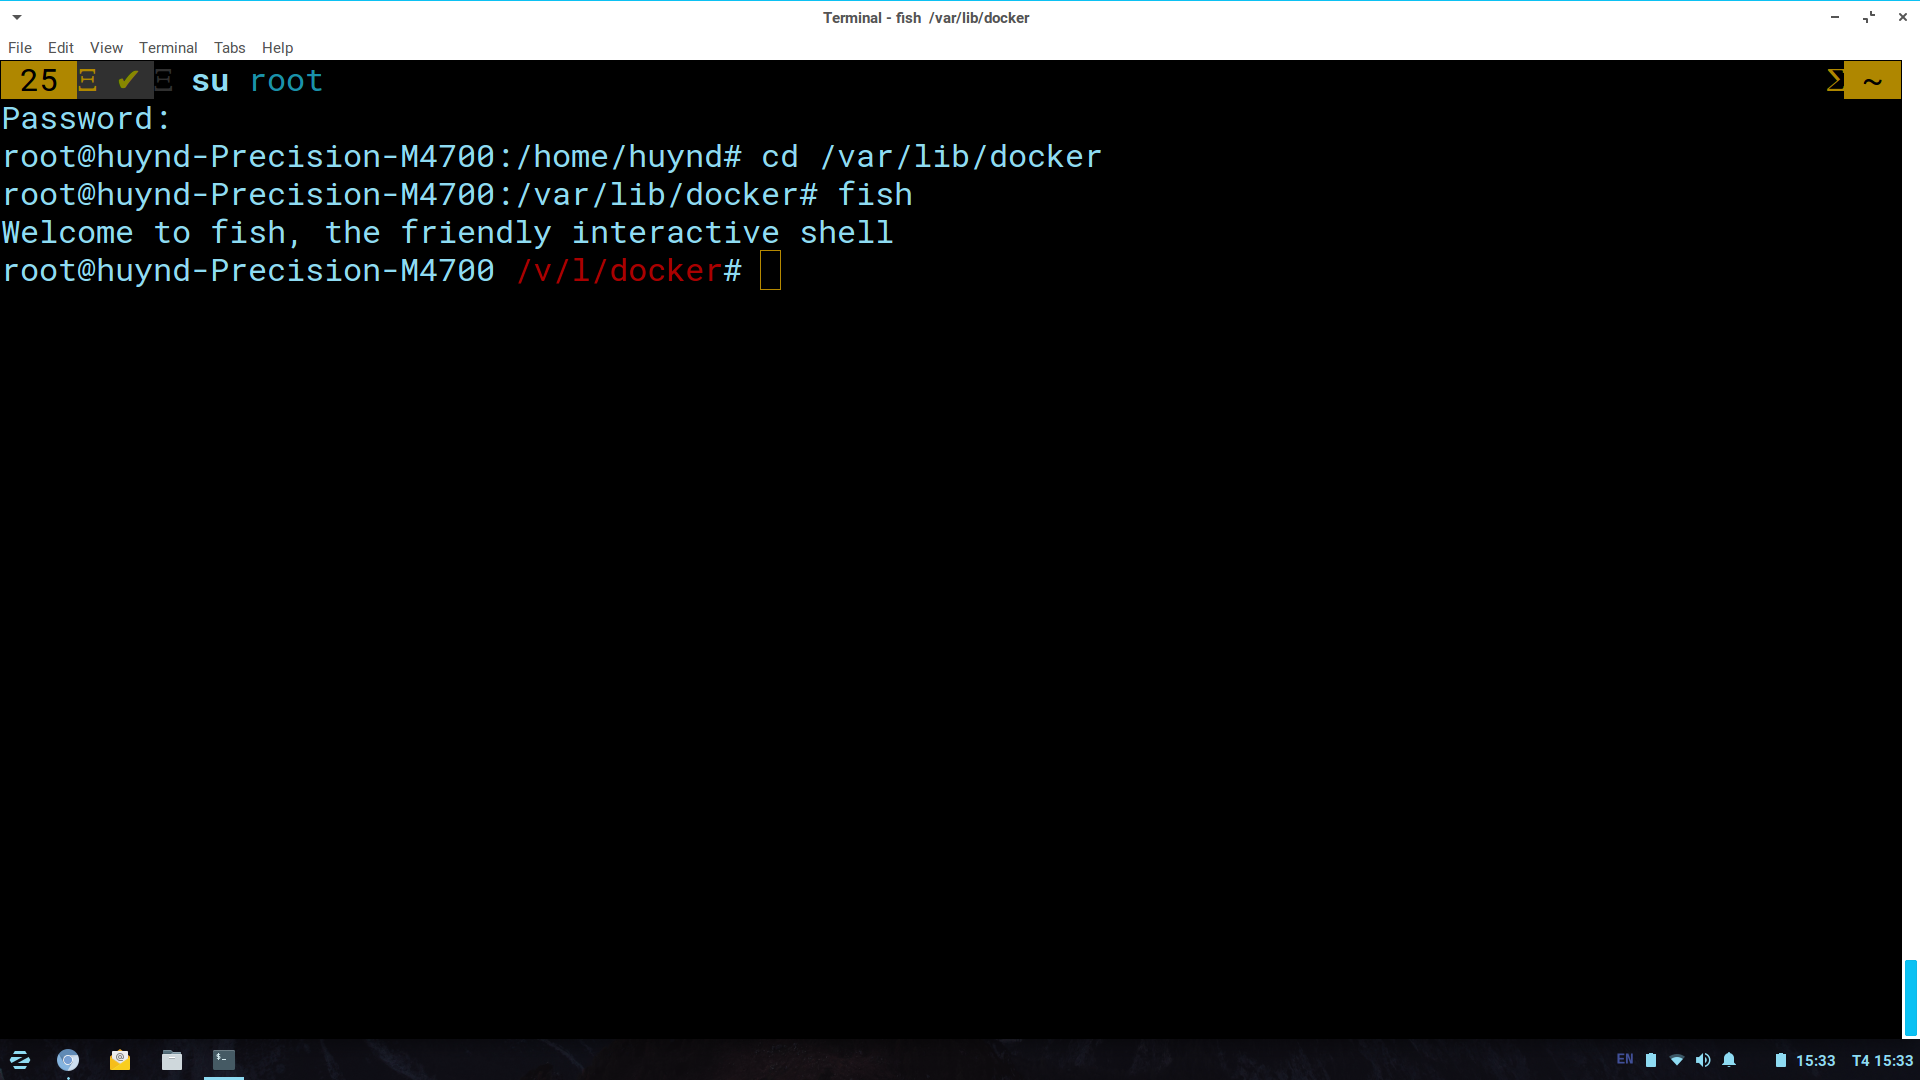 Terminal - fish /var/lib/docker
File Edit View Terminal Tabs Help
25 Ξ ✔ Ξ su root Σ ~
Password:
root@huynd-Precision-M4700:/home/huynd# cd /var/lib/docker
root@huynd-Precision-M4700:/var/lib/docker# fish
Welcome to fish, the friendly interactive shell
root@huynd-Precision-M4700 /v/l/docker#
EN 15:33 T4 15:33